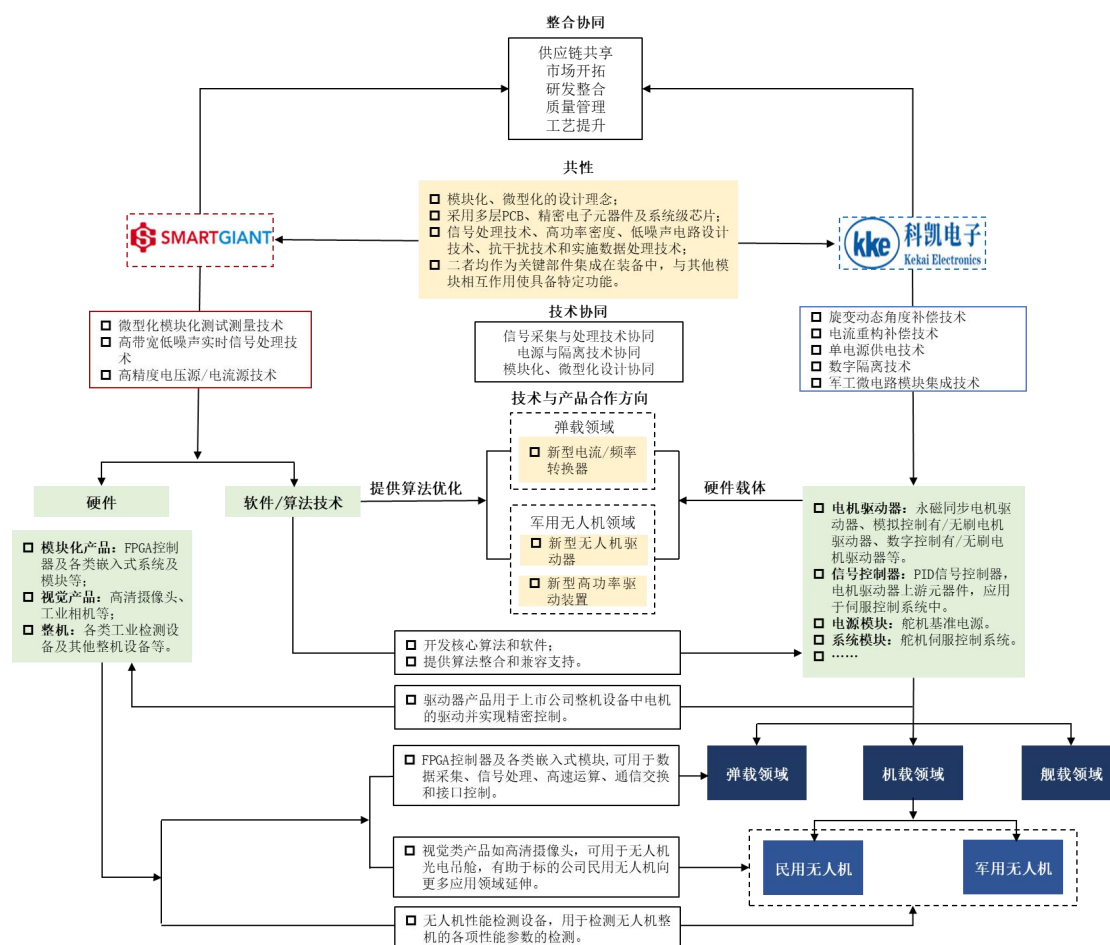 整合协同
供应链共享
市场开拓
研发整合
质量管理
工艺提升
共性
模块化、微型化的设计理念；
采用多层PCB、精密电子元器件及系统级芯片；
信号处理技术、高功率密度、低噪声电路设计
技术、抗干扰技术和实施数据处理技术；
二者均作为关键部件集成在装备中，与其他模
块相互作用使具备特定功能。
SMARTGIANT
kke
科凯电子
Kekai Electronics
微型化模块化测试测量技术
高带宽低噪声实时信号处理技
术
高精度电压源/电流源技术
技术协同
信号采集与处理技术协同
电源与隔离技术协同
模块化、微型化设计协同
旋变动态角度补偿技术
电流重构补偿技术
单电源供电技术
数字隔离技术
军工微电路模块集成技术
技术与产品合作方向
弹载领域
新型电流/频率
转换器
军用无人机领域
新型无人机驱
动器
新型高功率驱
动装置
硬件
软件/算法技术
提供算法优化
硬件载体
模块化产品：FPGA控制
器及各类嵌入式系统及
模块等；
视觉产品：高清摄像头、
工业相机等；
整机：各类工业检测设
备及其他整机设备等。
电机驱动器：永磁同步电机驱
动器、模拟控制有/无刷电机
驱动器、数字控制有/无刷电
机驱动器等。
信号控制器：PID信号控制器，
电机驱动器上游元器件，应用
于伺服控制系统中。
电源模块：舵机基准电源。
系统模块：舵机伺服控制系统。
……
开发核心算法和软件；
提供算法整合和兼容支持。
驱动器产品用于上市公司整机设备中电机
的驱动并实现精密控制。
FPGA控制器及各类嵌入式模块,可用于数
据采集、信号处理、高速运算、通信交换
和接口控制。
弹载领域
机载领域
舰载领域
视觉类产品如高清摄像头，可用于无人机
光电吊舱，有助于标的公司民用无人机向
更多应用领域延伸。
民用无人机
军用无人机
无人机性能检测设备，用于检测无人机整
机的各项性能参数的检测。